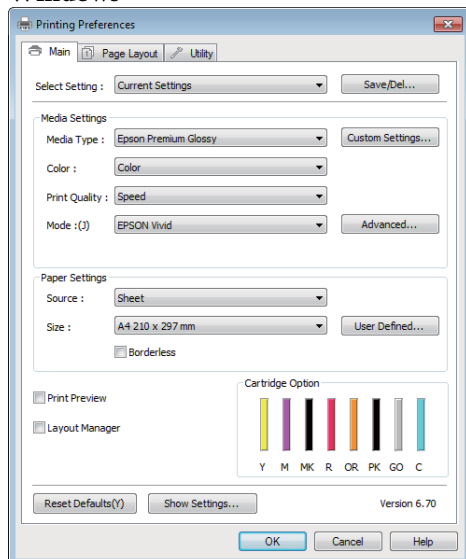 Windows
Printing Preferences
Main Page Layout Utility
Select Setting : Current Settings Save/Del...
Media Settings
Media Type : Epson Premium Glossy Custom Settings...
Color : Color
Print Quality : Speed
Mode :(J) EPSON Vivid Advanced...
Paper Settings
Source : Sheet
Size : A4 210 x 297 mm User Defined...
Borderless
Cartridge Option
Print Preview
Layout Manager
Y M MK R OR PK GO C
Reset Defaults(Y) Show Settings... Version 6.70
OK Cancel Help